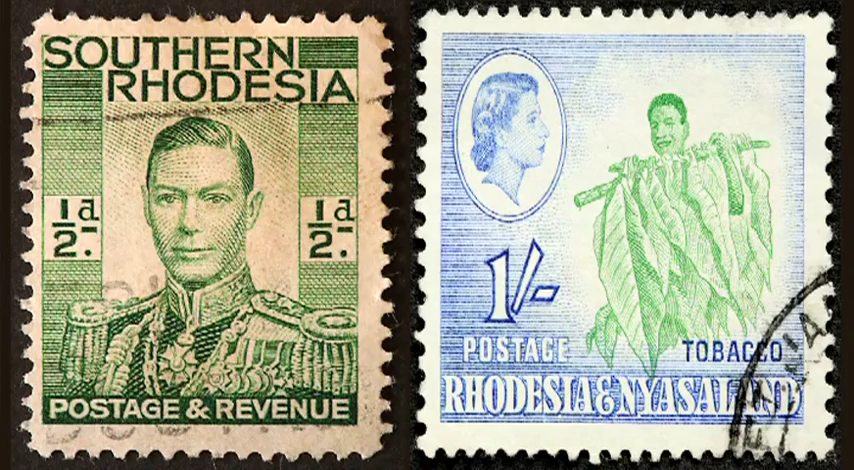 SOUTHERN
RHODESIA
½d.
½d.
POSTAGE & REVENUE
1/-
POSTAGE
TOBACCO
RHODESIA & NYASALAND